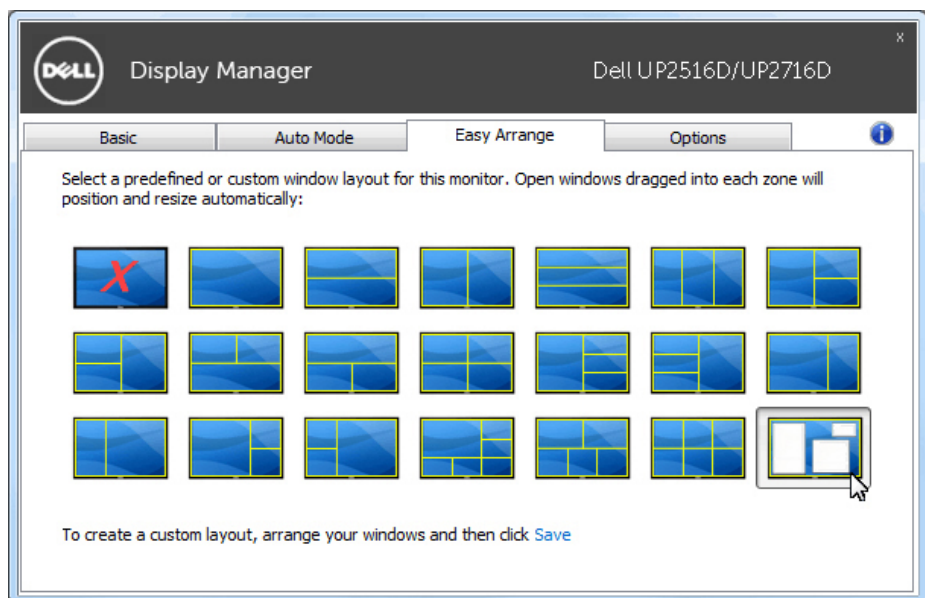 DELL
Display Manager
Dell UP2516D/UP2716D
x
Basic
Auto Mode
Easy Arrange
Options
i
Select a predefined or custom window layout for this monitor. Open windows dragged into each zone will
position and resize automatically:
X
To create a custom layout, arrange your windows and then click Save